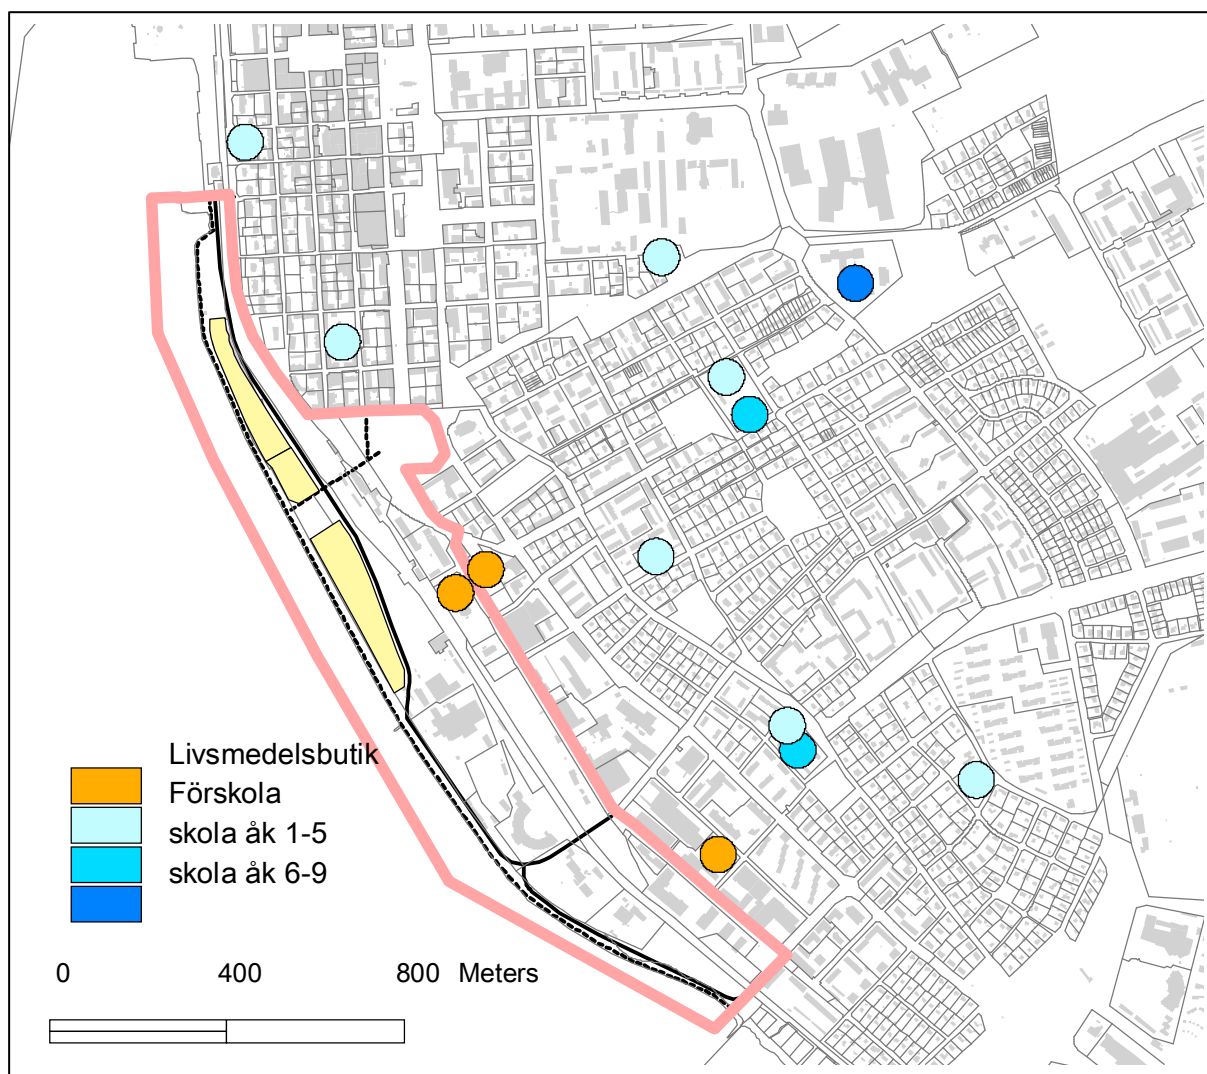 Livsmedelsbutik
Förskola
skola åk 1-5
skola åk 6-9
0 400 800 Meters